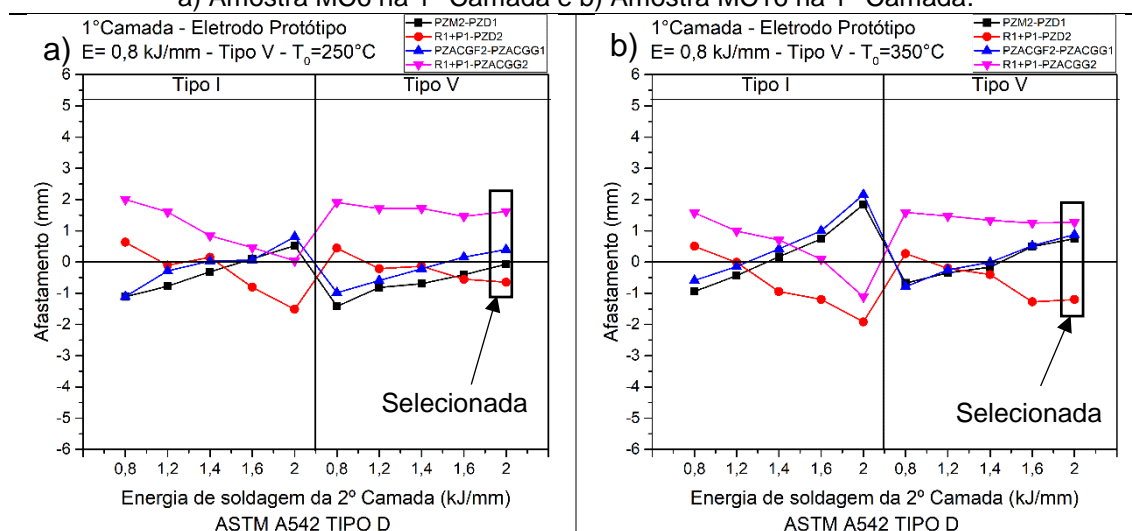 a) Amostra MC6 na 1ª Camada e b) Amostra MC16 na 1ª Camada.
a)
1°Camada - Eletrodo Protótipo
E= 0,8 kJ/mm - Tipo V - T0=250°C
PZM2-PZD1
R1+P1-PZD2
PZACGF2-PZACGG1
R1+P1-PZACGG2
Tipo I
Tipo V
6
5
4
3
2
1
0
-1
-2
-3
-4
-5
-6
Afastamento (mm)
Selecionada
0,8 1,2 1,4 1,6 2 0,8 1,2 1,4 1,6 2
Energia de soldagem da 2º Camada (kJ/mm)
ASTM A542 TIPO D
b)
1°Camada - Eletrodo Protótipo
E= 0,8 kJ/mm - Tipo V - T0=350°C
PZM2-PZD1
R1+P1-PZD2
PZACGF2-PZACGG1
R1+P1-PZACGG2
Tipo I
Tipo V
6
5
4
3
2
1
0
-1
-2
-3
-4
-5
-6
Afastamento (mm)
Selecionada
0,8 1,2 1,4 1,6 2 0,8 1,2 1,4 1,6 2
Energia de soldagem da 2º Camada (kJ/mm)
ASTM A542 TIPO D